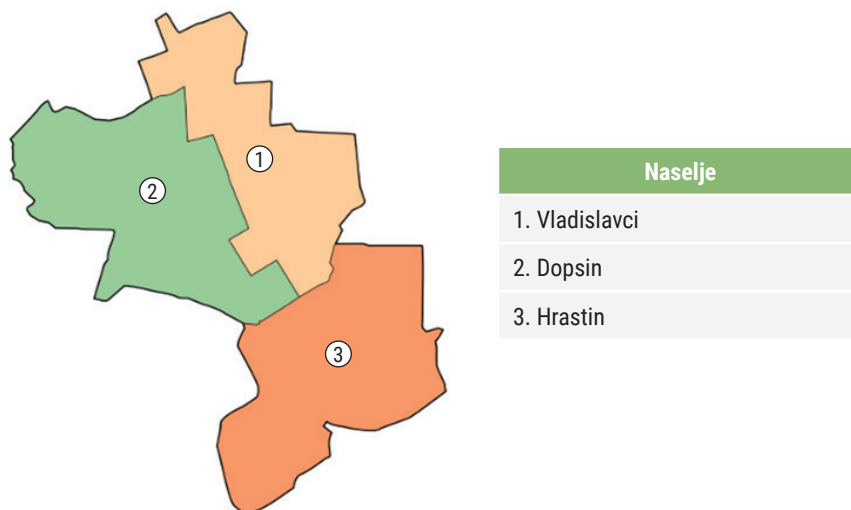 1
2
3
Naselje
1. Vladislavci
2. Dopsin
3. Hrastin